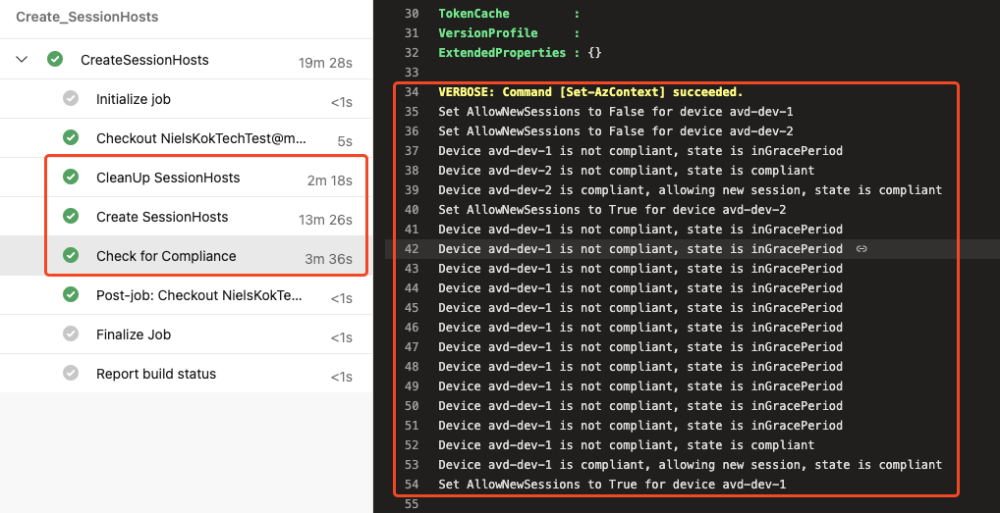 Create_SessionHosts
CreateSessionHosts 19m 28s
Initialize job <1s
Checkout NielsKokTechTest@m... 5s
CleanUp SessionHosts 2m 18s
Create SessionHosts 13m 26s
Check for Compliance 3m 36s
Post-job: Checkout NielsKokTe... <1s
Finalize Job <1s
Report build status <1s
30 TokenCache :
31 VersionProfile :
32 ExtendedProperties : {}
33
34 VERBOSE: Command [Set-AzContext] succeeded.
35 Set AllowNewSessions to False for device avd-dev-1
36 Set AllowNewSessions to False for device avd-dev-2
37 Device avd-dev-1 is not compliant, state is inGracePeriod
38 Device avd-dev-2 is not compliant, state is compliant
39 Device avd-dev-2 is compliant, allowing new session, state is compliant
40 Set AllowNewSessions to True for device avd-dev-2
41 Device avd-dev-1 is not compliant, state is inGracePeriod
42 Device avd-dev-1 is not compliant, state is inGracePeriod
43 Device avd-dev-1 is not compliant, state is inGracePeriod
44 Device avd-dev-1 is not compliant, state is inGracePeriod
45 Device avd-dev-1 is not compliant, state is inGracePeriod
46 Device avd-dev-1 is not compliant, state is inGracePeriod
47 Device avd-dev-1 is not compliant, state is inGracePeriod
48 Device avd-dev-1 is not compliant, state is inGracePeriod
49 Device avd-dev-1 is not compliant, state is inGracePeriod
50 Device avd-dev-1 is not compliant, state is inGracePeriod
51 Device avd-dev-1 is not compliant, state is inGracePeriod
52 Device avd-dev-1 is not compliant, state is compliant
53 Device avd-dev-1 is compliant, allowing new session, state is compliant
54 Set AllowNewSessions to True for device avd-dev-1
55